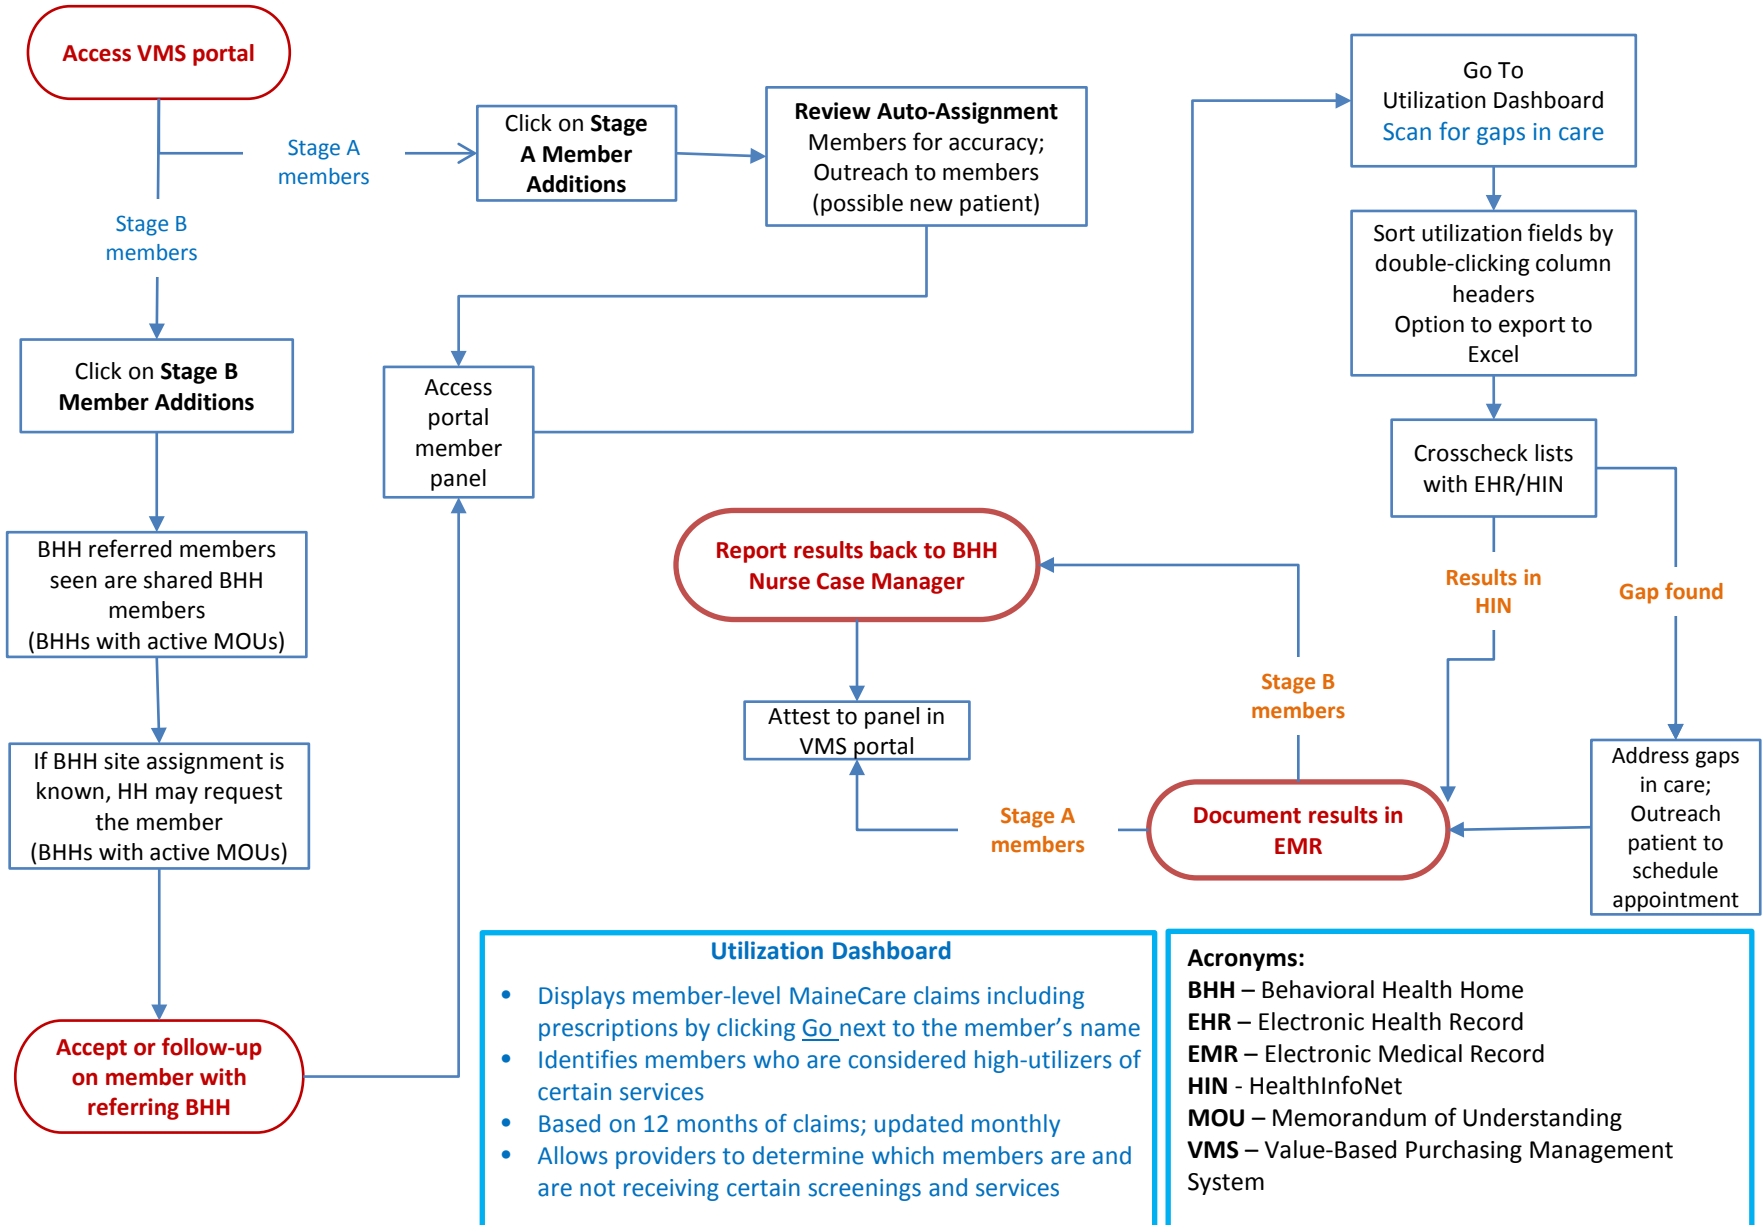 Access VMS portal
Stage A
members
Click on Stage
A Member
Additions
Review Auto-Assignment
Members for accuracy;
Outreach to members
(possible new patient)
Go To
Utilization Dashboard
Scan for gaps in care
Stage B
members
Sort utilization fields by
double-clicking column
headers
Option to export to
Excel
Click on Stage B
Member Additions
Access
portal
member
panel
Crosscheck lists
with EHR/HIN
BHH referred members
seen are shared BHH
members
(BHHs with active MOUs)
Report results back to BHH
Nurse Case Manager
Results in
HIN
Gap found
Stage B
members
Attest to panel in
VMS portal
If BHH site assignment is
known, HH may request
the member
(BHHs with active MOUs)
Address gaps
in care;
Outreach
patient to
schedule
appointment
Stage A
members
Document results in
EMR
Accept or follow-up
on member with
referring BHH
Utilization Dashboard
• Displays member-level MaineCare claims including
prescriptions by clicking Go next to the member’s name
• Identifies members who are considered high-utilizers of
certain services
• Based on 12 months of claims; updated monthly
• Allows providers to determine which members are and
are not receiving certain screenings and services
Acronyms:
BHH – Behavioral Health Home
EHR – Electronic Health Record
EMR – Electronic Medical Record
HIN - HealthInfoNet
MOU – Memorandum of Understanding
VMS – Value-Based Purchasing Management
System